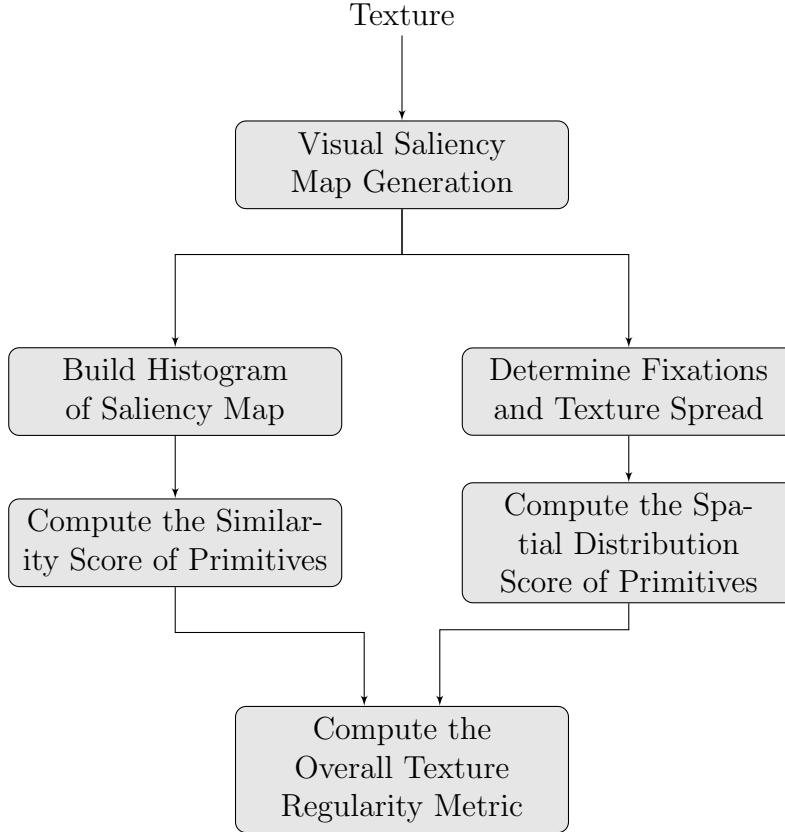 Texture
Visual Saliency
Map Generation
Build Histogram
of Saliency Map
Determine Fixations
and Texture Spread
Compute the Similar-
ity Score of Primitives
Compute the Spa-
tial Distribution
Score of Primitives
Compute the
Overall Texture
Regularity Metric